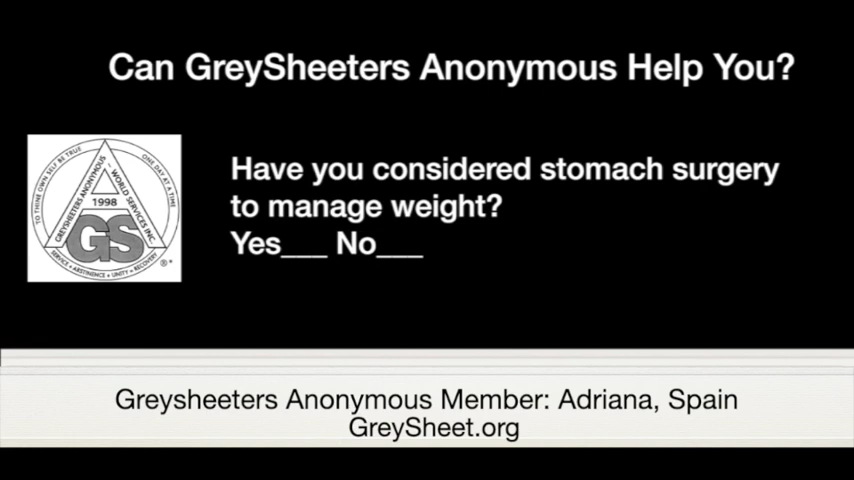 Can GreySheeters Anonymous Help You?
TO THINE OWN SELF BE TRUE
ONE DAY AT A TIME
GREYSHEETERS ANONYMOUS
WORLD SERVICES INC.
1998
GS
SERVICE • ABSTINENCE • UNITY • RECOVERY
®
Have you considered stomach surgery
to manage weight?
Yes___ No___
Greysheeters Anonymous Member: Adriana, Spain
GreySheet.org